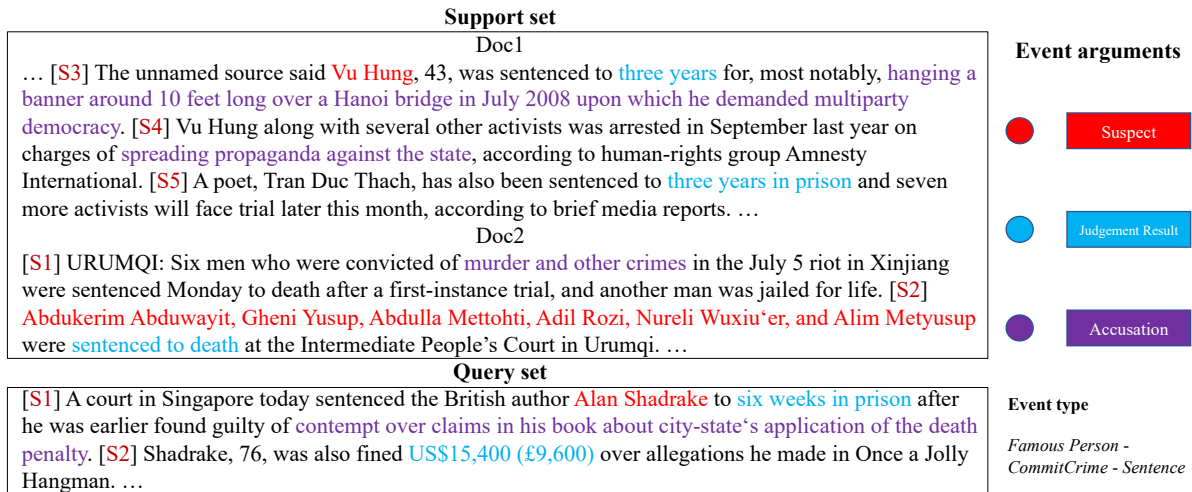 Support set
Doc1
… [S3] The unnamed source said Vu Hung, 43, was sentenced to three years for, most notably, hanging
a banner around 10 feet long over a Hanoi bridge in July 2008 upon which he demanded multiparty
democracy. [S4] Vu Hung along with several other activists was arrested in September last year on
charges of spreading propaganda against the state, according to human-rights group Amnesty
International. [S5] A poet, Tran Duc Thach, has also been sentenced to three years in prison and seven
more activists will face trial later this month, according to brief media reports. …
Doc2
[S1] URUMQI: Six men who were convicted of murder and other crimes in the July 5 riot in Xinjiang
were sentenced Monday to death after a first-instance trial, and another man was jailed for life. [S2]
Abdukerim Abduwayit, Gheni Yusup, Abdulla Mettohti, Adil Rozi, Nureli Wuxiu‘er, and Alim Metyusup
were sentenced to death at the Intermediate People’s Court in Urumqi. …
Query set
[S1] A court in Singapore today sentenced the British author Alan Shadrake to six weeks in prison after
he was earlier found guilty of contempt over claims in his book about city-state‘s application of the death
penalty. [S2] Shadrake, 76, was also fined US$15,400 (£9,600) over allegations he made in Once a Jolly
Hangman. …
Event arguments
Suspect
Judgement Result
Accusation
Event type
Famous Person -
CommitCrime - Sentence